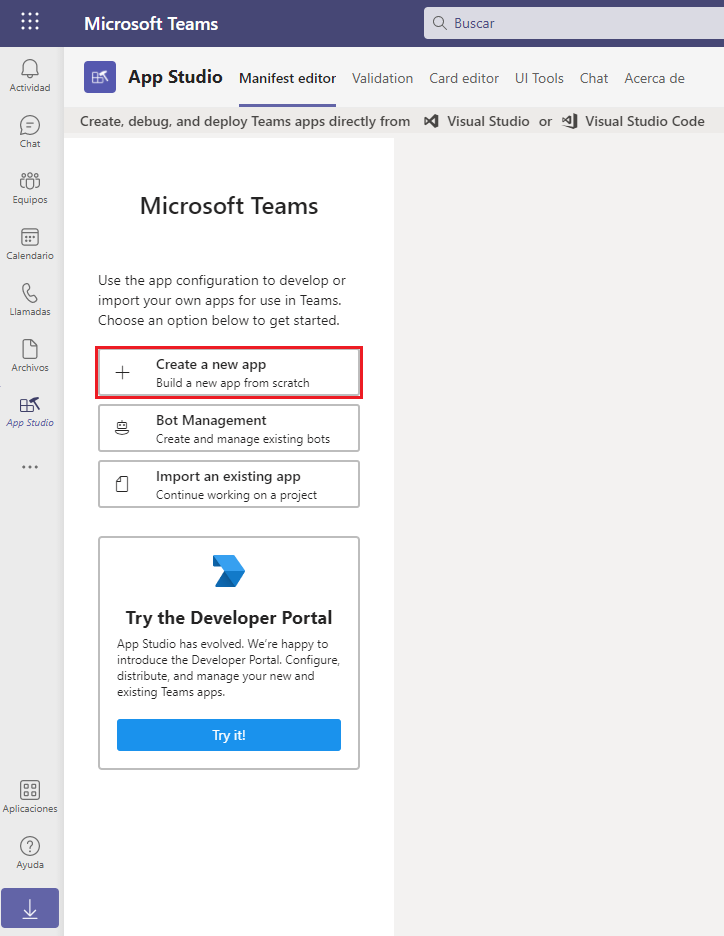 Microsoft Teams
Buscar
Actividad
Chat
Equipos
Calendario
Llamadas
Archivos
App Studio
Aplicaciones
Ayuda
App Studio
Manifest editor
Validation
Card editor
UI Tools
Chat
Acerca de
Create, debug, and deploy Teams apps directly from Visual Studio or Visual Studio Code
Microsoft Teams
Use the app configuration to develop or
import your own apps for use in Teams.
Choose an option below to get started.
Create a new app
Build a new app from scratch
Bot Management
Create and manage existing bots
Import an existing app
Continue working on a project
Try the Developer Portal
App Studio has evolved. We’re happy to
introduce the Developer Portal. Configure,
distribute, and manage your new and
existing Teams apps.
Try it!